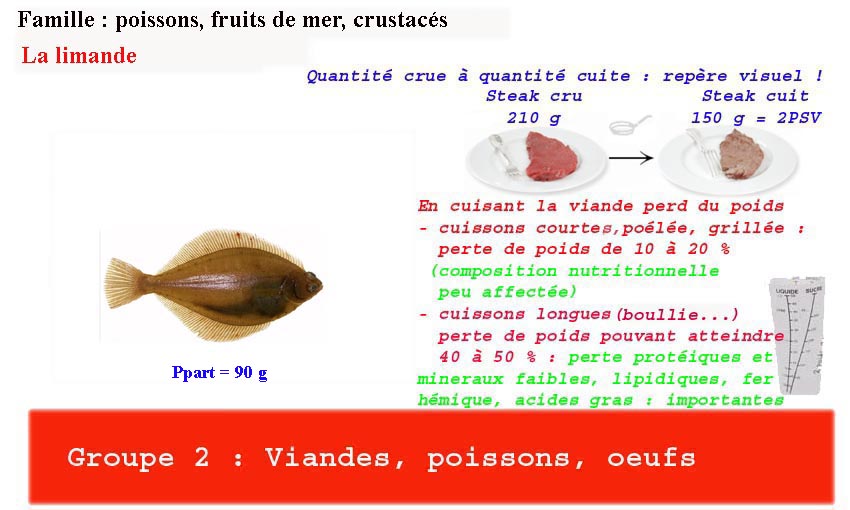 Famille : poissons, fruits de mer, crustacés
La limande
Quantité crue à quantité cuite : repère visuel !
Steak cru
210 g
Steak cuit
150 g = 2PSV
En cuisant la viande perd du poids
- cuissons courtes,poélée, grillée :
perte de poids de 10 à 20 %
(composition nutritionnelle
peu affectée)
- cuissons longues(boullie...)
perte de poids pouvant atteindre
40 à 50 % : perte protéiques et
mineraux faibles, lipidiques, fer
hémique, acides gras : importantes
LIQUIDE SUCRE
Ppart = 90 g
Groupe 2 : Viandes, poissons, oeufs